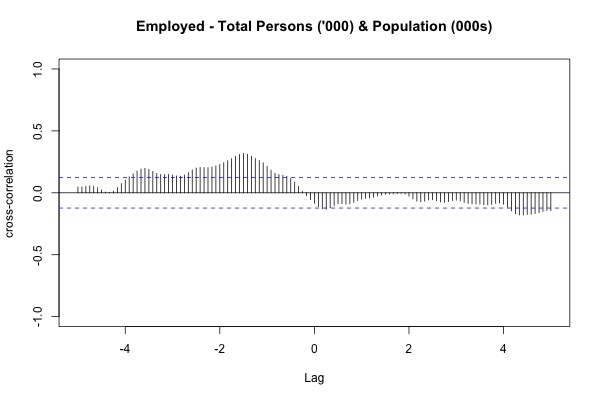 Employed - Total Persons ('000) & Population (000s)
cross-correlation
1.0
0.5
0.0
-0.5
-1.0
-4 -2 0 2 4
Lag